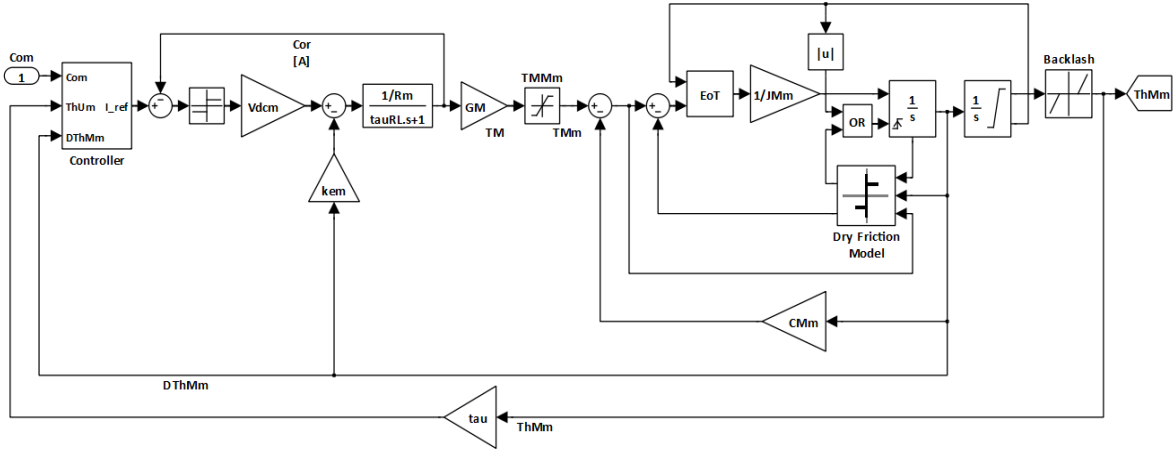 Com
1
Com
ThUm
DThMm
I_ref
Controller
+
−
Cor
[A]
Vdcm
+
−
1/Rm
tauRL.s+1
kem
GM
TM
TMMm
TMm
+
−
+
−
EoT
1/JMm
|u|
OR
1
s
1
s
Backlash
ThMm
Dry Friction
Model
CMm
DThMm
tau
ThMm